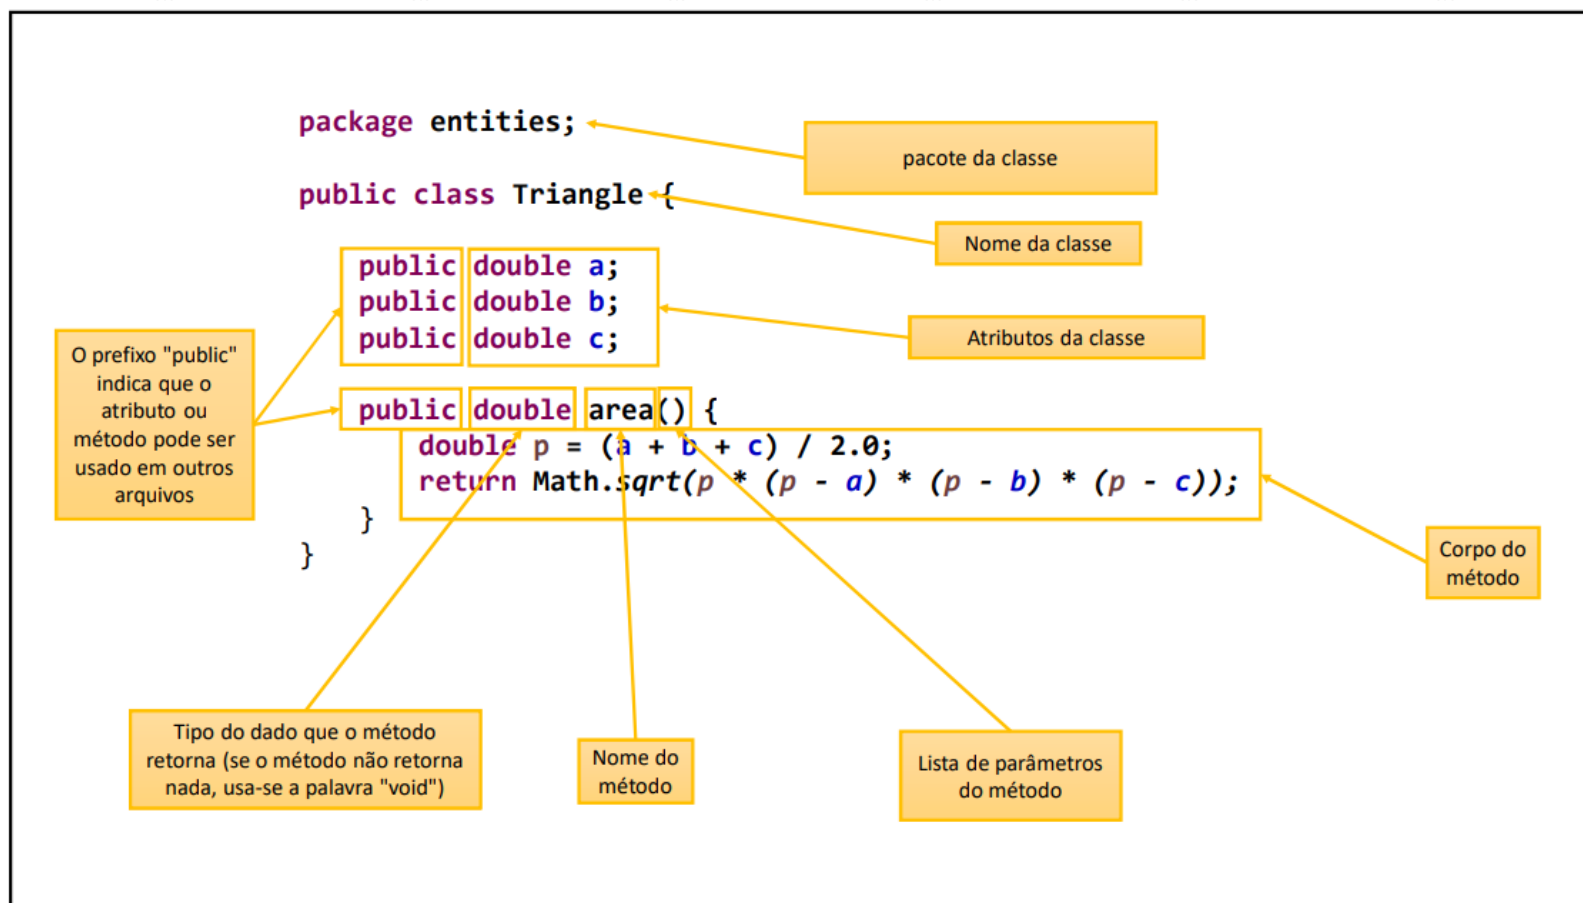 package entities;
pacote da classe
public class Triangle {
Nome da classe
public double a;
public double b;
public double c;
Atributos da classe
O prefixo "public"
indica que o
atributo ou
método pode ser
usado em outros
arquivos
public double area() {
double p = (a + b + c) / 2.0;
return Math.sqrt(p * (p - a) * (p - b) * (p - c));
}
}
Corpo do
método
Tipo do dado que o método
retorna (se o método não retorna
nada, usa-se a palavra "void")
Nome do
método
Lista de parâmetros
do método